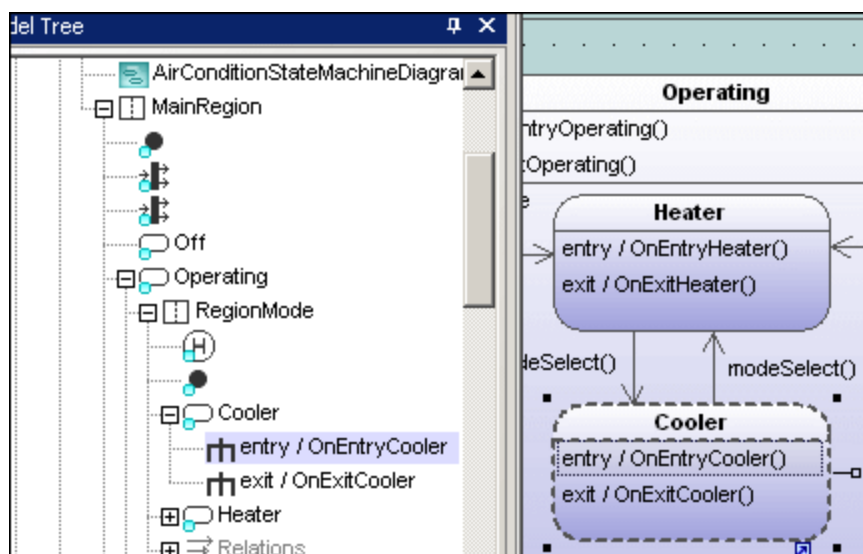 del Tree
AirConditionStateMachineDiagra
MainRegion
Off
Operating
RegionMode
H
Cooler
entry / OnEntryCooler
exit / OnExitCooler
Heater
Relations
Operating
ntryOperating()
tOperating()
e
Heater
entry / OnEntryHeater()
exit / OnExitHeater()
deSelect()
modeSelect()
Cooler
entry / OnEntryCooler()
exit / OnExitCooler()